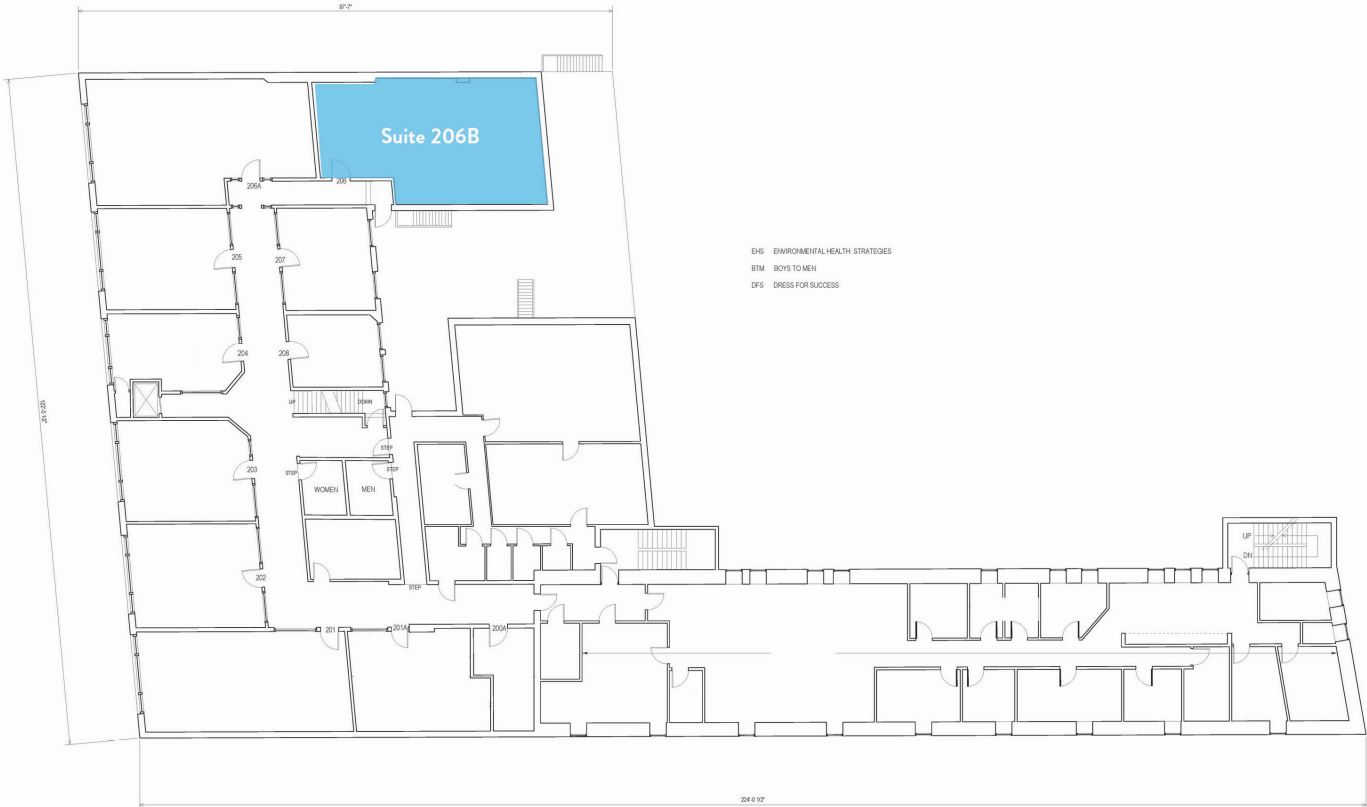 97'-7"
Suite 206B
206A
206
205
207
EHS ENVIRONMENTAL HEALTH STRATEGIES
BTM BOYS TO MEN
DFS DRESS FOR SUCCESS
204
208
UP
DOWN
STEP
203
STEP
STEP
WOMEN
MEN
UP
DN
202
STEP
201
201A
200A
224'-0 1/2"